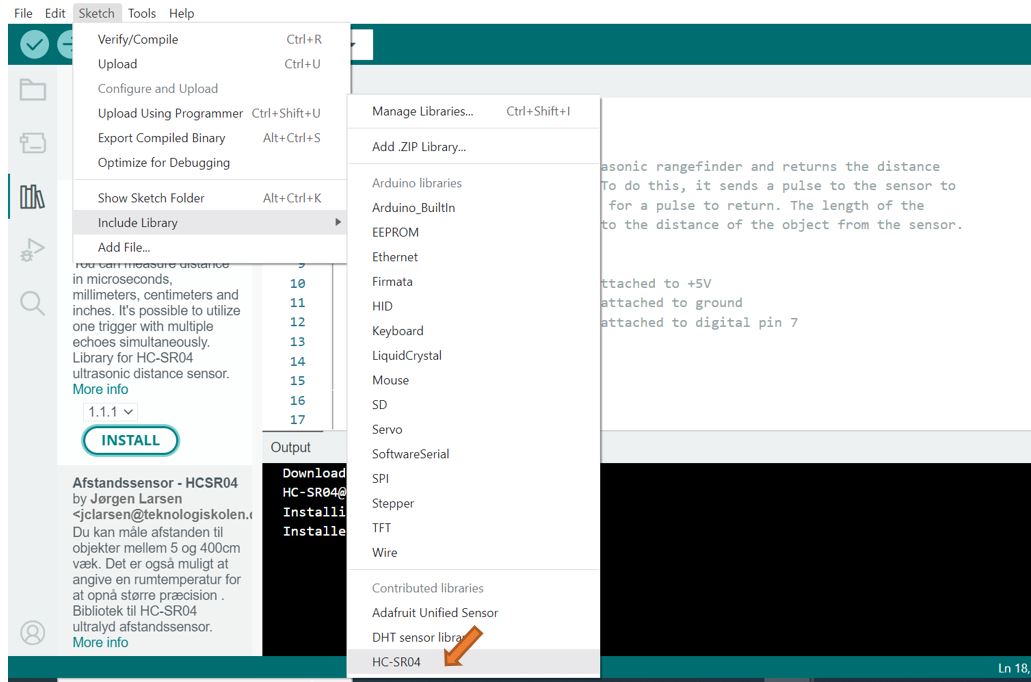 File Edit Sketch Tools Help
Verify/Compile Ctrl+R
Upload Ctrl+U
Configure and Upload
Upload Using Programmer Ctrl+Shift+U
Export Compiled Binary Alt+Ctrl+S
Optimize for Debugging
Show Sketch Folder Alt+Ctrl+K
Include Library
Add File...
Manage Libraries... Ctrl+Shift+I
Add .ZIP Library...
Arduino libraries
Arduino_BuiltIn
EEPROM
Ethernet
Firmata
HID
Keyboard
LiquidCrystal
Mouse
SD
Servo
SoftwareSerial
SPI
Stepper
TFT
Wire
Contributed libraries
Adafruit Unified Sensor
DHT sensor
HC-SR04
You can measure distance
in microseconds,
millimeters, centimeters and
inches. It's possible to utilize
one trigger with multiple
echoes simultaneously.
Library for HC-SR04
ultrasonic distance sensor.
More info
1.1.1
INSTALL
Afstandssensor - HCSR04
by Jørgen Larsen
<jclarsen@teknologiskolen.
Du kan måle afstanden til
objekter mellem 5 og 400cm
væk. Det er også muligt at
angive en rumtemperatur for
at opnå større præcision .
Bibliotek til HC-SR04
ultralyd afstandssensor.
More info
asonic rangefinder and returns the distance
To do this, it sends a pulse to the sensor to
for a pulse to return. The length of the
to the distance of the object from the sensor.
9
10 ttached to +5V
11 attached to ground
12 attached to digital pin 7
13
14
15
16
17
Output
Download
HC-SR04@
Installi
Installe
Ln 18,